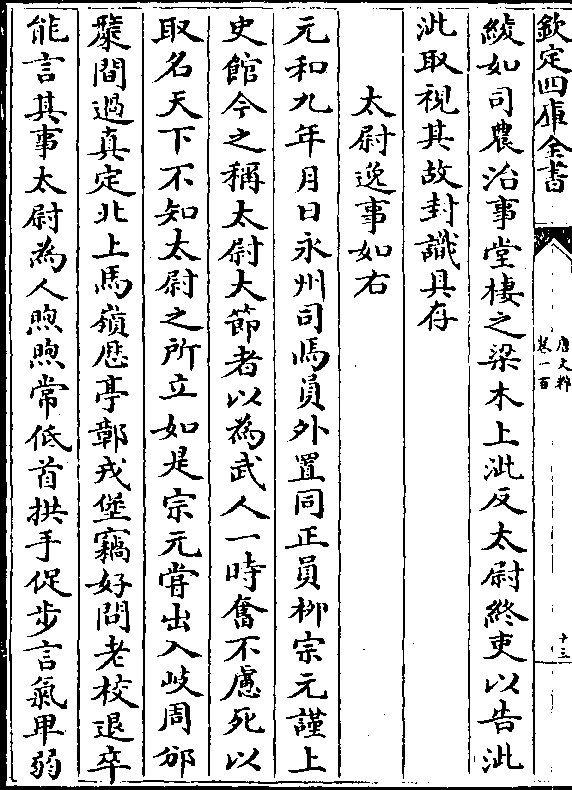 欽定四庫全書
唐文粹
卷一百
十三
綾如司農治事堂棲之梁木上泚反太尉終吏以告泚
泚取視其故封識具存
太尉逸事如右
元和九年月日永州司馬員外置同正員柳宗元謹上
史館今之稱太尉大節者以為武人一時奮不慮死以
取名天下不知太尉之所立如是宗元嘗出入岐周邠
斄間過真定北上馬嶺歷亭鄣戎堡竊好問老校退卒
能言其事太尉為人煦煦常低首拱手促步言氣卑弱